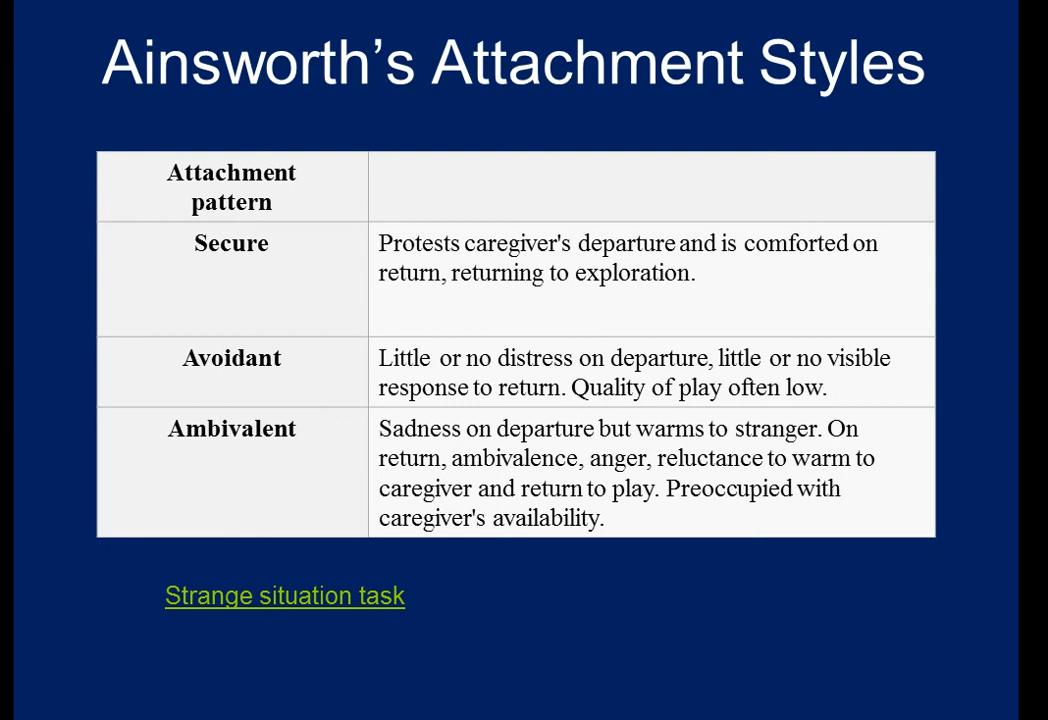 Ainsworth's Attachment Styles
Attachment
pattern
Secure
Protests caregiver's departure and is comforted on
return, returning to exploration.
Avoidant
Little or no distress on departure, little or no visible
response to return. Quality of play often low.
Ambivalent
Sadness on departure but warms to stranger. On
return, ambivalence, anger, reluctance to warm to
caregiver and return to play. Preoccupied with
caregiver's availability.
Strange situation task